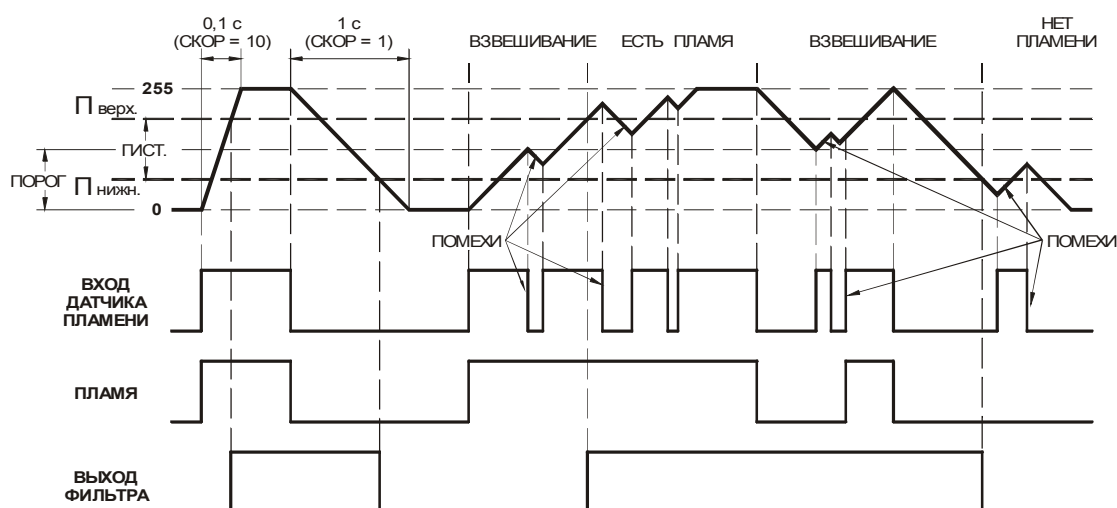 0,1 с
(СКОР = 10)
1 с
(СКОР = 1)
ВЗВЕШИВАНИЕ
ЕСТЬ ПЛАМЯ
ВЗВЕШИВАНИЕ
НЕТ
ПЛАМЕНИ
255
П верх.
ГИСТ.
ПОРОГ
П нижн.
0
ПОМЕХИ
ПОМЕХИ
ВХОД
ДАТЧИКА
ПЛАМЕНИ
ПЛАМЯ
ВЫХОД
ФИЛЬТРА